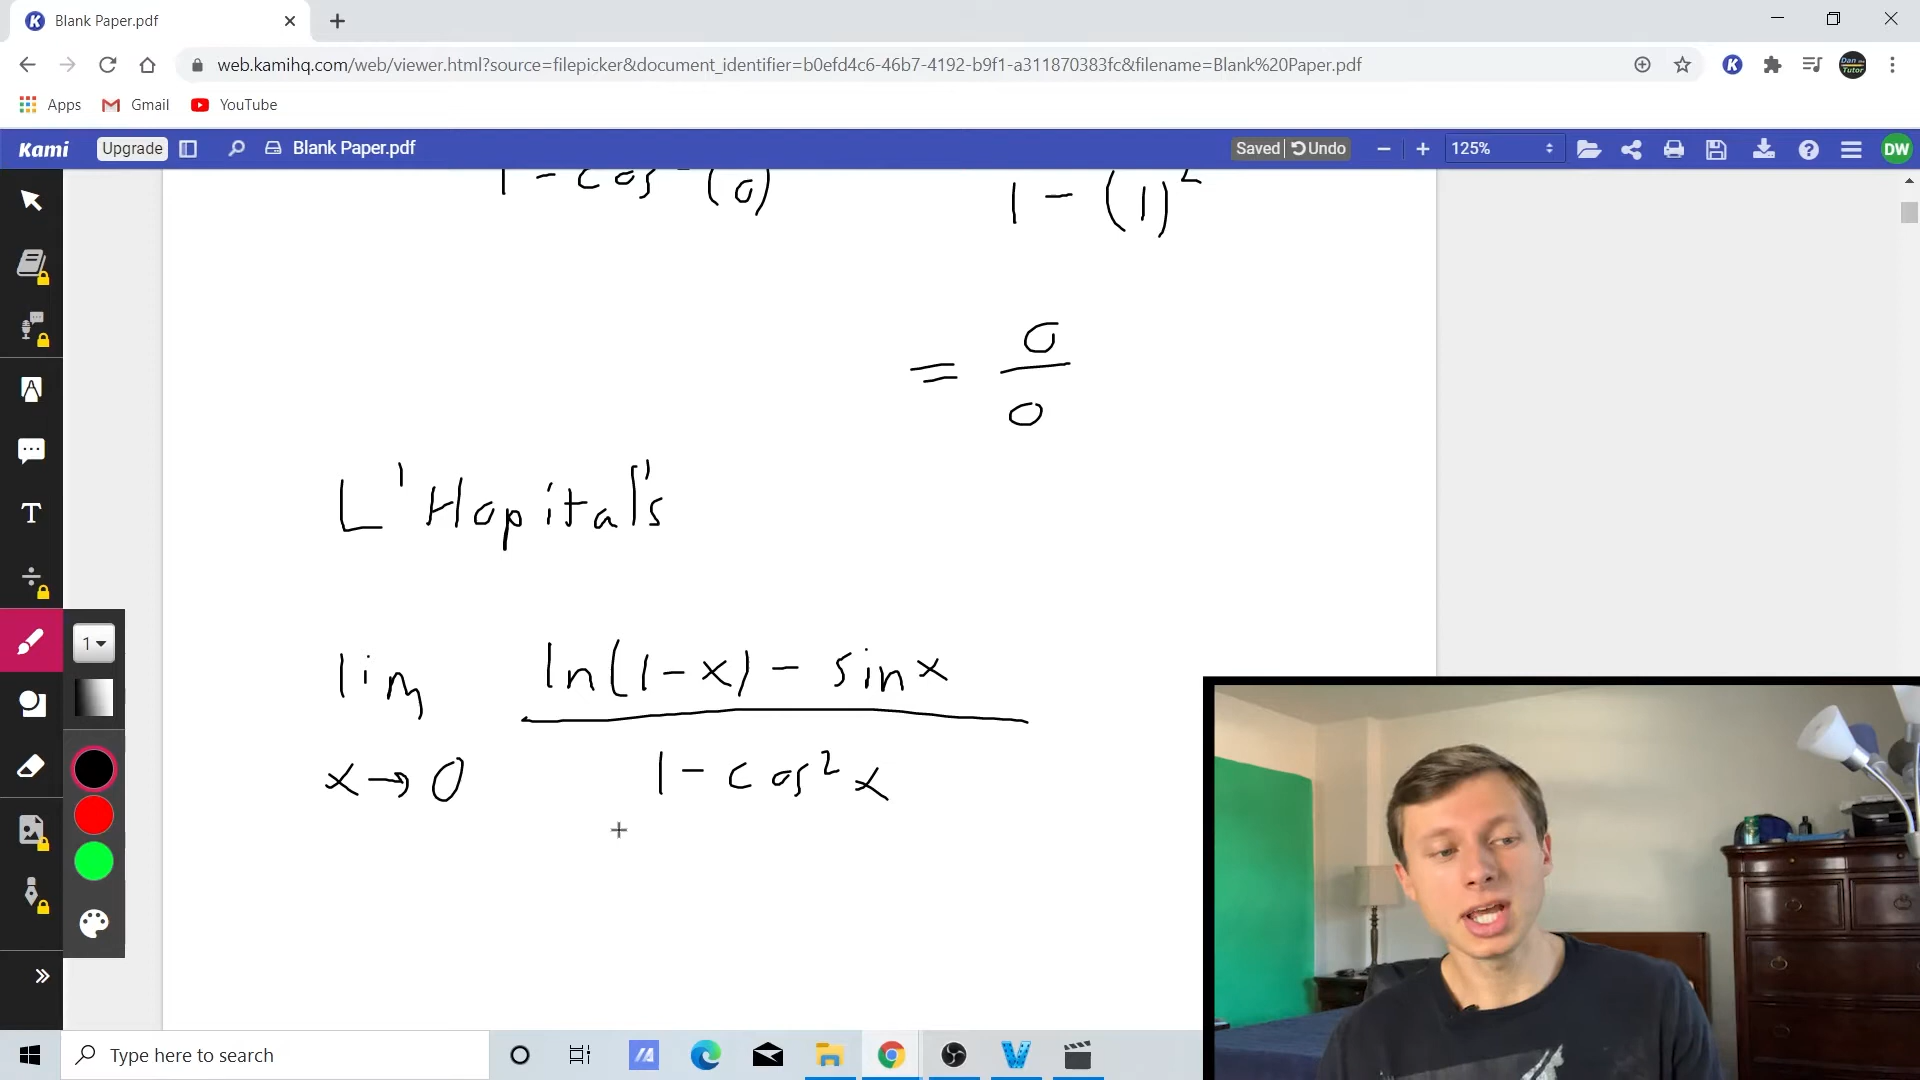 Blank Paper.pdf
web.kamihq.com/web/viewer.html?source=filepicker&document_identifier=b0efd4c6-46b7-4192-b9f1-a311870383fc&filename=Blank%20Paper.pdf
Apps Gmail YouTube
Kami Upgrade Blank Paper.pdf Saved Undo 125% DW
1 - cos (0) 1 - (1)²
= 0/0
L'Hopital's
lim ln(1-x) - sinx
x→0 1 - cos² x
1
Type here to search